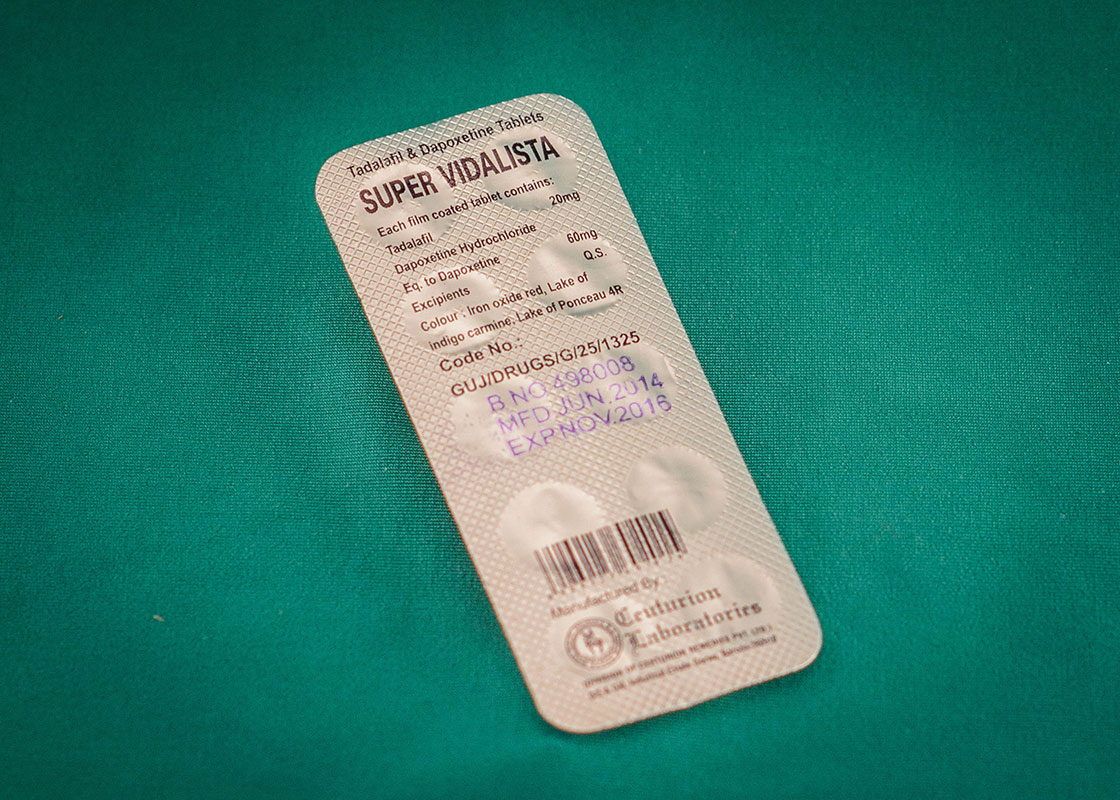 Tadalafil & Dapoxetine Tablets
SUPER VIDALISTA
Each film coated tablet contains:
Tadalafil 20mg
Dapoxetine Hydrochloride
Eq. to Dapoxetine 60mg
Excipients Q.S.
Colour : Iron oxide red, Lake of
indigo carmine, Lake of Ponceau 4R
Code No.:
GUJ/DRUGS/G/25/1325
B.NO.498008
MFD.JUN.2014
EXP.NOV.2016
Manufactured By:
Centurion
Laboratories